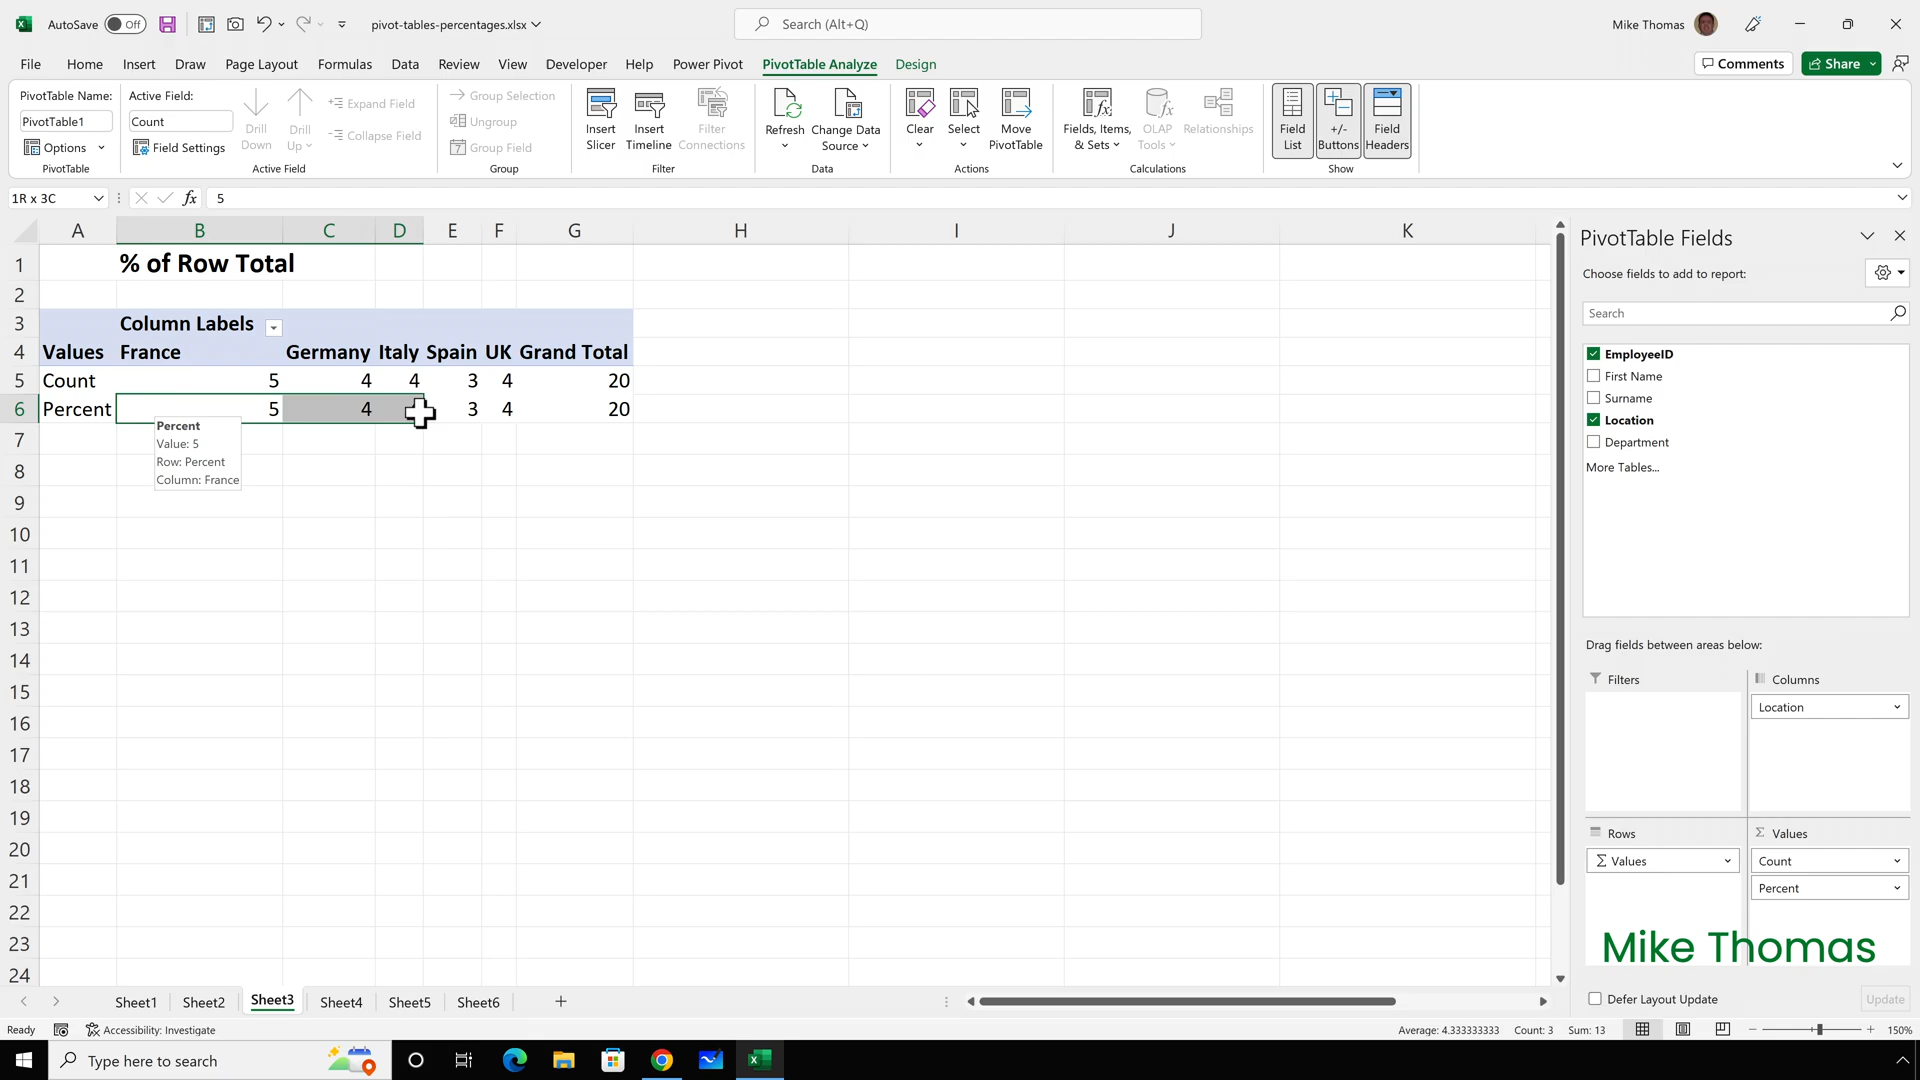 AutoSave Off pivot-tables-percentages.xlsx Search (Alt+Q) Mike Thomas
File Home Insert Draw Page Layout Formulas Data Review View Developer Help Power Pivot PivotTable Analyze Design Comments Share
PivotTable Name:
PivotTable1
Options
PivotTable
Active Field:
Count
Field Settings
Drill Down
Drill Up
Expand Field
Collapse Field
Active Field
Group Selection
Ungroup
Group Field
Group
Insert Slicer
Insert Timeline
Filter Connections
Filter
Refresh
Change Data Source
Data
Clear
Select
Move PivotTable
Actions
Fields, Items, & Sets
OLAP Tools
Relationships
Calculations
Field List
+/- Buttons
Field Headers
Show
1R x 3C fx 5
A B C D E F G H I J K
1 % of Row Total
2
3 Column Labels
4 Values France Germany Italy Spain UK Grand Total
5 Count 5 4 4 3 4 20
6 Percent 5 4 3 4 20
Percent
Value: 5
Row: Percent
Column: France
7
8
9
10
11
12
13
14
15
16
17
18
19
20
21
22
23
24
PivotTable Fields
Choose fields to add to report:
Search
EmployeeID
First Name
Surname
Location
Department
More Tables...
Drag fields between areas below:
Filters
Columns
Location
Rows
Σ Values
Σ Values
Count
Percent
Mike Thomas
Defer Layout Update Update
Sheet1 Sheet2 Sheet3 Sheet4 Sheet5 Sheet6
Ready Accessibility: Investigate Average: 4.333333333 Count: 3 Sum: 13 150%
Type here to search